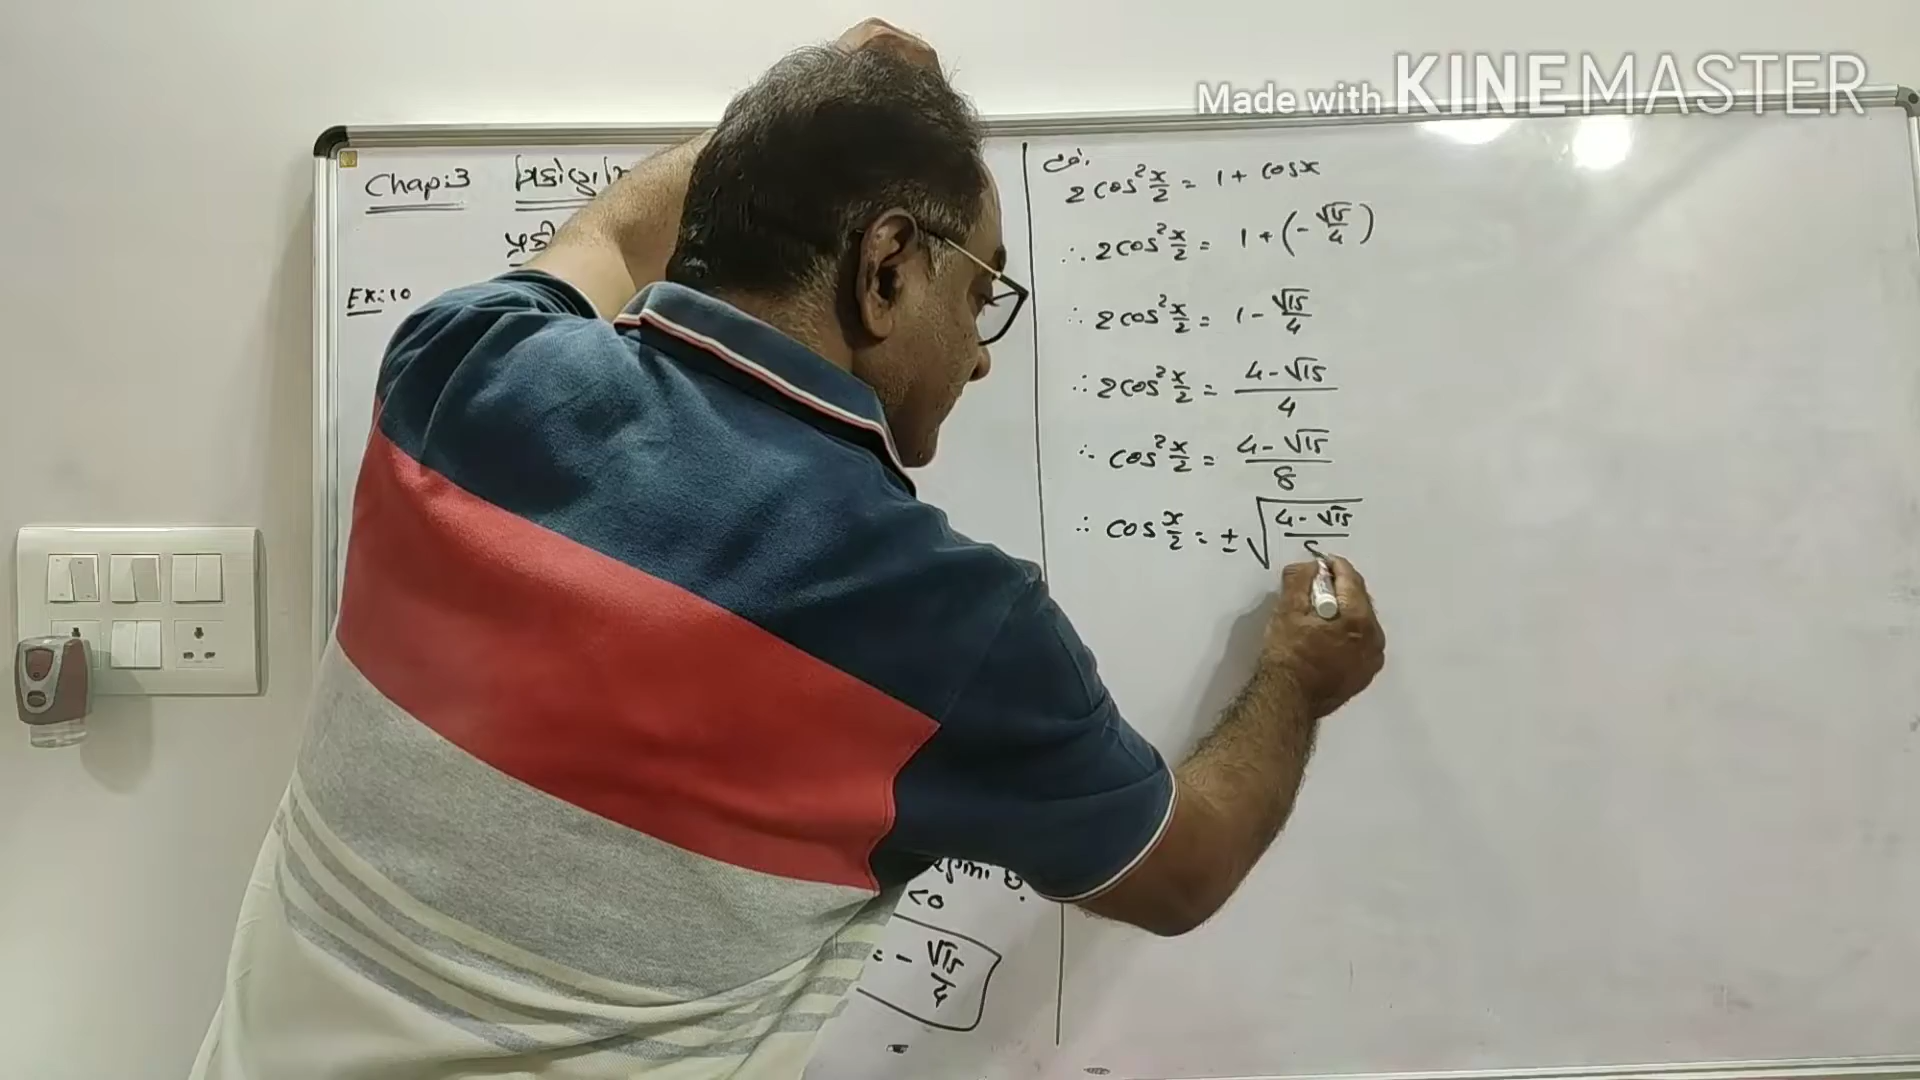 Made with KINEMASTER
Chap:3
Ex:10
<0
= - √15/4
હવે,
2cos²x/2 = 1 + cosx
∴ 2cos²x/2 = 1 + (-√15/4)
∴ 2cos²x/2 = 1 - √15/4
∴ 2cos²x/2 = (4-√15)/4
∴ cos²x/2 = (4-√15)/8
∴ cos x/2 = ± √((4-√15)/